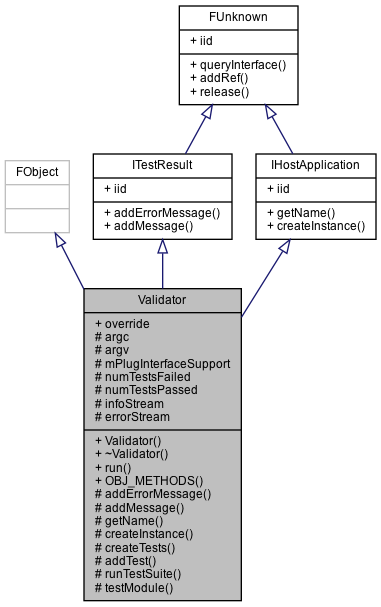 FUnknown
+ iid
+ queryInterface()
+ addRef()
+ release()
FObject
ITestResult
+ iid
+ addErrorMessage()
+ addMessage()
IHostApplication
+ iid
+ getName()
+ createInstance()
Validator
+ override
# argc
# argv
# mPlugInterfaceSupport
# numTestsFailed
# numTestsPassed
# infoStream
# errorStream
+ Validator()
+ ~Validator()
+ run()
+ OBJ_METHODS()
# addErrorMessage()
# addMessage()
# getName()
# createInstance()
# createTests()
# addTest()
# runTestSuite()
# testModule()